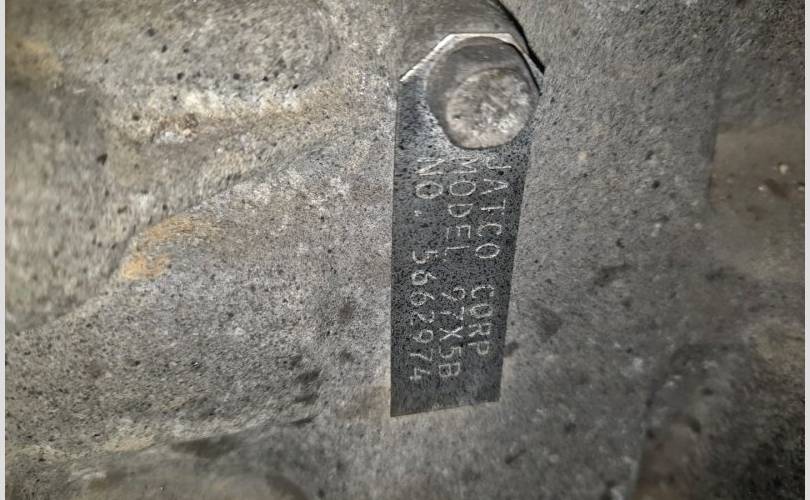 JATCO CORP
MODEL 97X5B
NO. 5662974